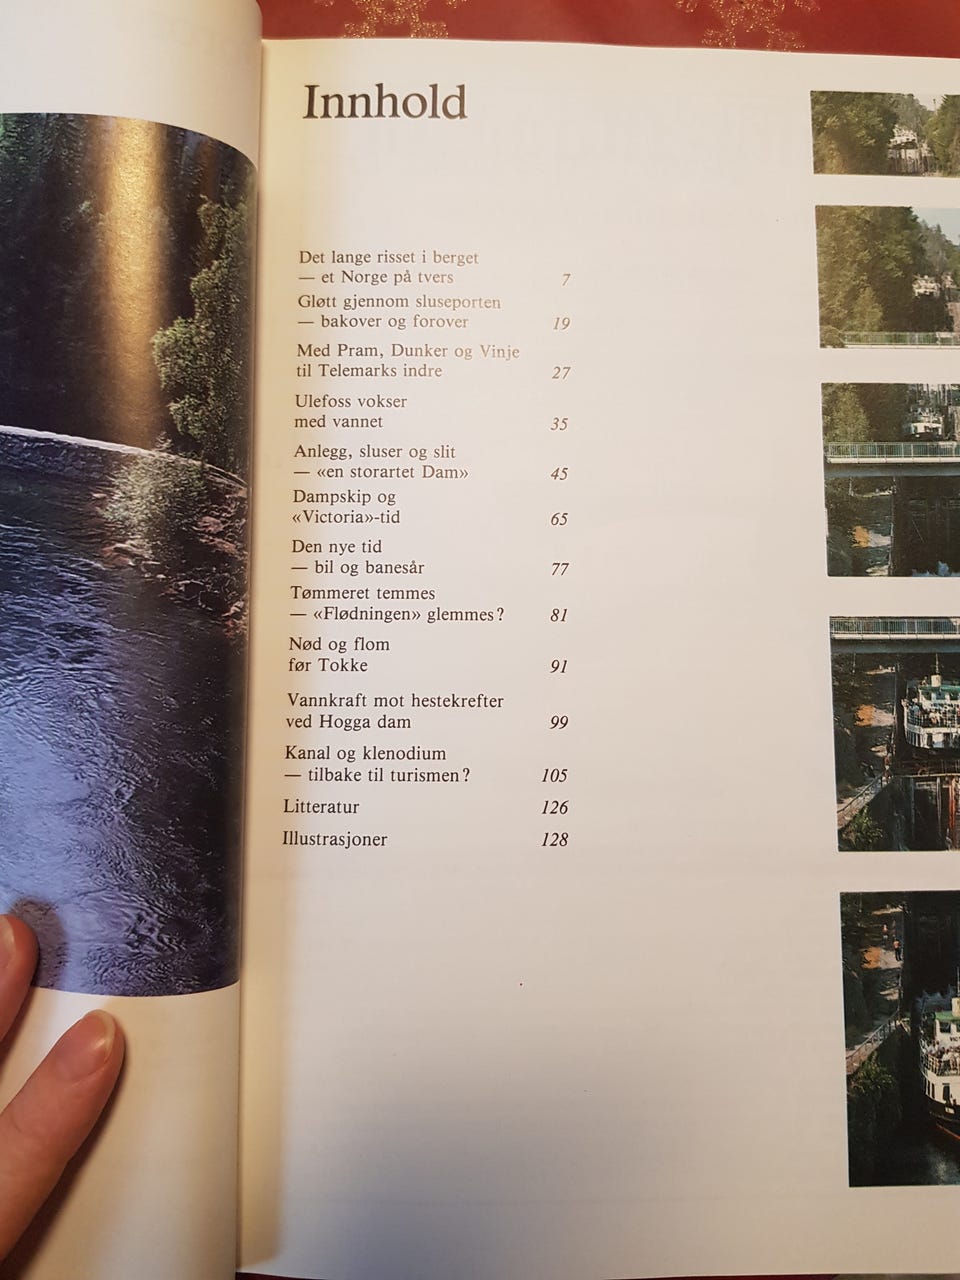 Innhold
Det lange risset i berget
— et Norge på tvers 7
Gløtt gjennom sluseporten
— bakover og forover 19
Med Pram, Dunker og Vinje
til Telemarks indre 27
Ulefoss vokser
med vannet 35
Anlegg, sluser og slit
— «en storartet Dam» 45
Dampskip og
«Victoria»-tid 65
Den nye tid
— bil og banesår 77
Tømmeret temmes
— «Flødningen» glemmes? 81
Nød og flom
før Tokke 91
Vannkraft mot hestekrefter
ved Hogga dam 99
Kanal og klenodium
— tilbake til turismen? 105
Litteratur 126
Illustrasjoner 128